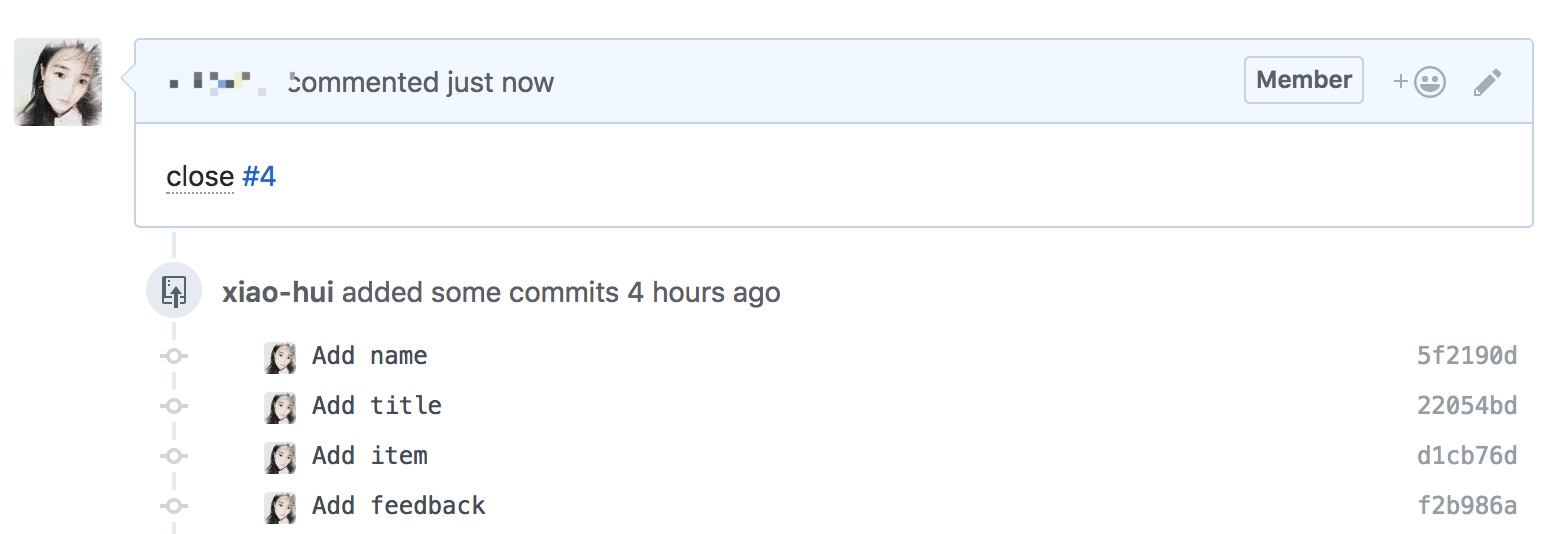 commented just now Member
close #4
xiao-hui added some commits 4 hours ago
Add name 5f2190d
Add title 22054bd
Add item d1cb76d
Add feedback f2b986a